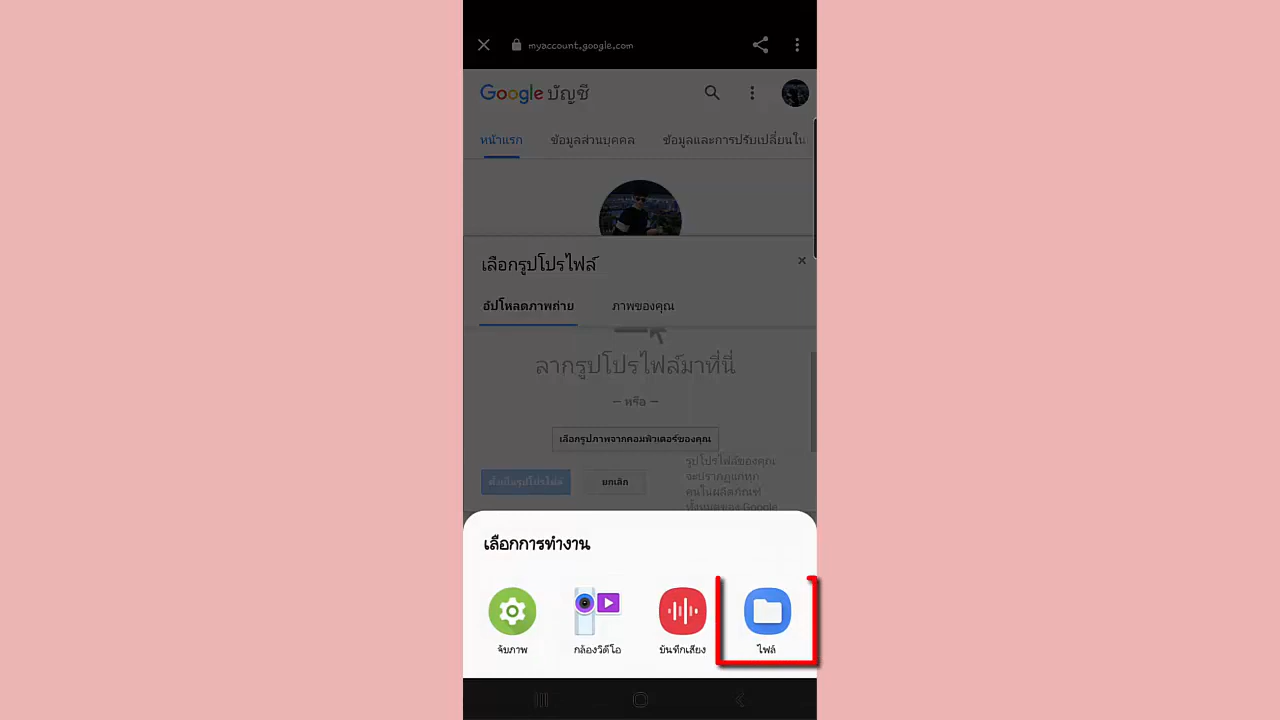 myaccount.google.com
Google บัญชี
หน้าแรก ข้อมูลส่วนบุคคล ข้อมูลและการปรับเปลี่ยนใน
เลือกรูปโปรไฟล์
อัปโหลดภาพถ่าย ภาพของคุณ
ลากรูปโปรไฟล์มาที่นี่
– หรือ –
เลือกรูปภาพจากคอมพิวเตอร์ของคุณ
ตั้งเป็นรูปโปรไฟล์ ยกเลิก
รูปโปรไฟล์ของคุณ
จะปรากฏแก่ทุก
คนในผลิตภัณฑ์
ทั้งหมดของ Google
เลือกการทำงาน
จับภาพ กล้องวิดีโอ บันทึกเสียง ไฟล์